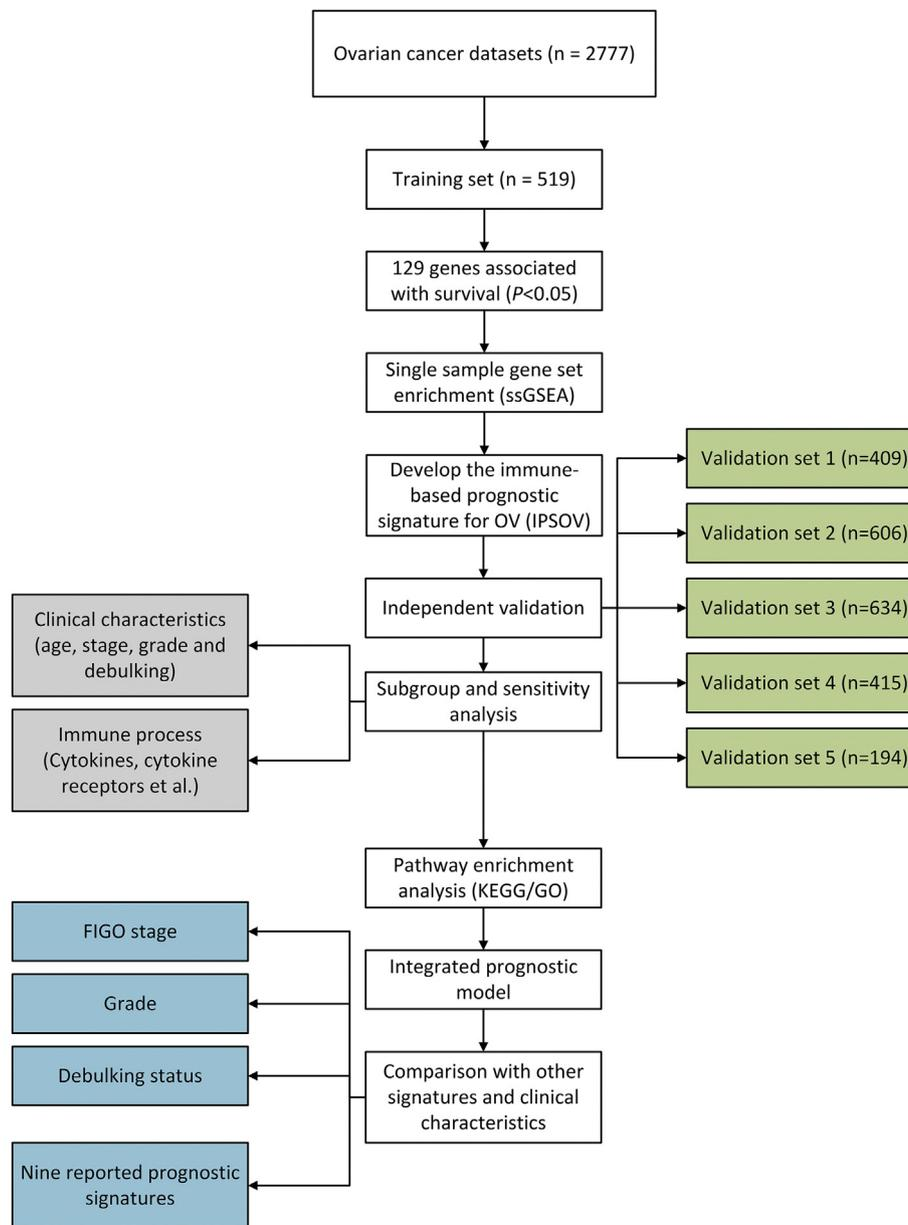 Ovarian cancer datasets (n = 2777)
Training set (n = 519)
129 genes associated
with survival (P<0.05)
Single sample gene set
enrichment (ssGSEA)
Develop the immune-
based prognostic
signature for OV (IPSOV)
Independent validation
Validation set 1 (n=409)
Validation set 2 (n=606)
Validation set 3 (n=634)
Validation set 4 (n=415)
Validation set 5 (n=194)
Subgroup and sensitivity
analysis
Clinical characteristics
(age, stage, grade and
debulking)
Immune process
(Cytokines, cytokine
receptors et al.)
Pathway enrichment
analysis (KEGG/GO)
Integrated prognostic
model
Comparison with other
signatures and clinical
characteristics
FIGO stage
Grade
Debulking status
Nine reported prognostic
signatures